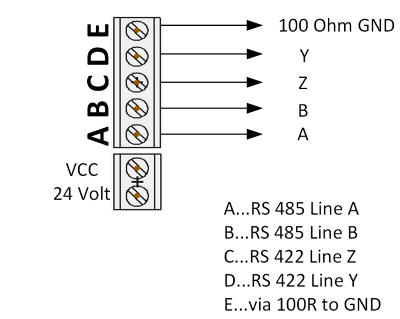 E 100 Ohm GND
D Y
C Z
B B
A A
VCC
24 Volt
+
A...RS 485 Line A
B...RS 485 Line B
C...RS 422 Line Z
D...RS 422 Line Y
E...via 100R to GND